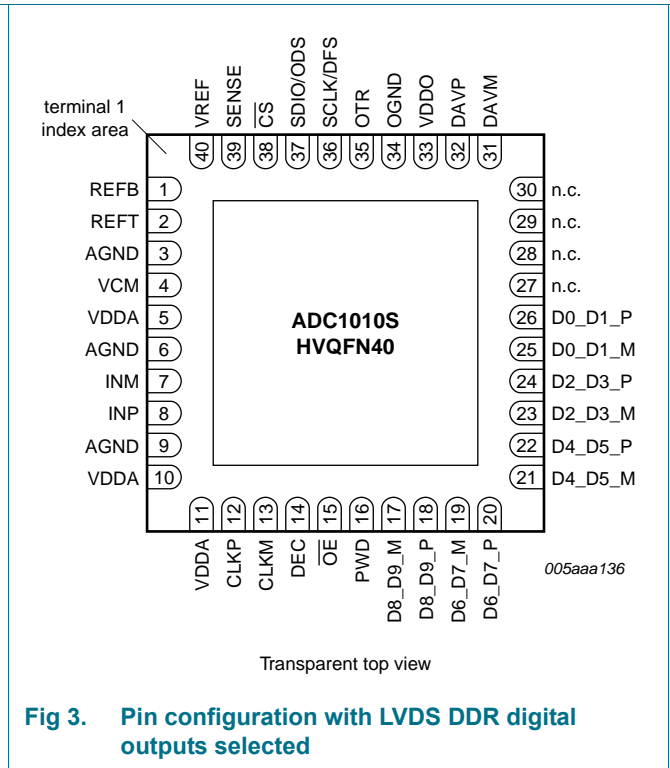 terminal 1
index area
VREF
SENSE
CS
SDIO/ODS
SCLK/DFS
OTR
OGND
VDDO
DAVP
DAVM
40
39
38
37
36
35
34
33
32
31
REFB 1
REFT 2
AGND 3
VCM 4
VDDA 5
AGND 6
INM 7
INP 8
AGND 9
VDDA 10
ADC1010S
HVQFN40
30 n.c.
29 n.c.
28 n.c.
27 n.c.
26 D0_D1_P
25 D0_D1_M
24 D2_D3_P
23 D2_D3_M
22 D4_D5_P
21 D4_D5_M
11
12
13
14
15
16
17
18
19
20
VDDA
CLKP
CLKM
DEC
OE
PWD
D8_D9_M
D8_D9_P
D6_D7_M
D6_D7_P
005aaa136
Transparent top view
Fig 3. Pin configuration with LVDS DDR digital
outputs selected